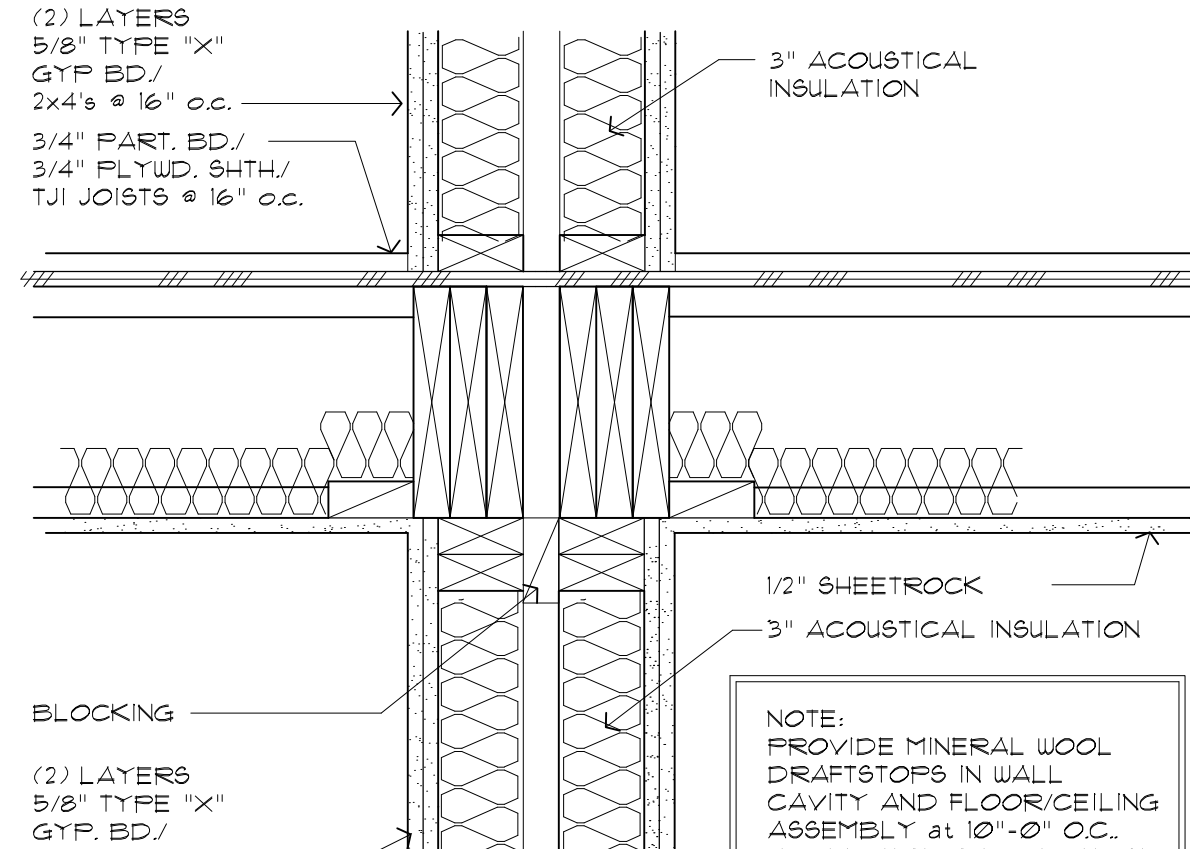 (2) LAYERS
5/8" TYPE "X"
GYP BD./
2x4's @ 16" o.c.
3/4" PART. BD./
3/4" PLYWD. SHTH./
TJI JOISTS @ 16" o.c.
3" ACOUSTICAL
INSULATION
1/2" SHEETROCK
3" ACOUSTICAL INSULATION
BLOCKING
(2) LAYERS
5/8" TYPE "X"
GYP. BD./
NOTE:
PROVIDE MINERAL WOOL
DRAFTSTOPS IN WALL
CAVITY AND FLOOR/CEILING
ASSEMBLY at 10"-0" O.C..